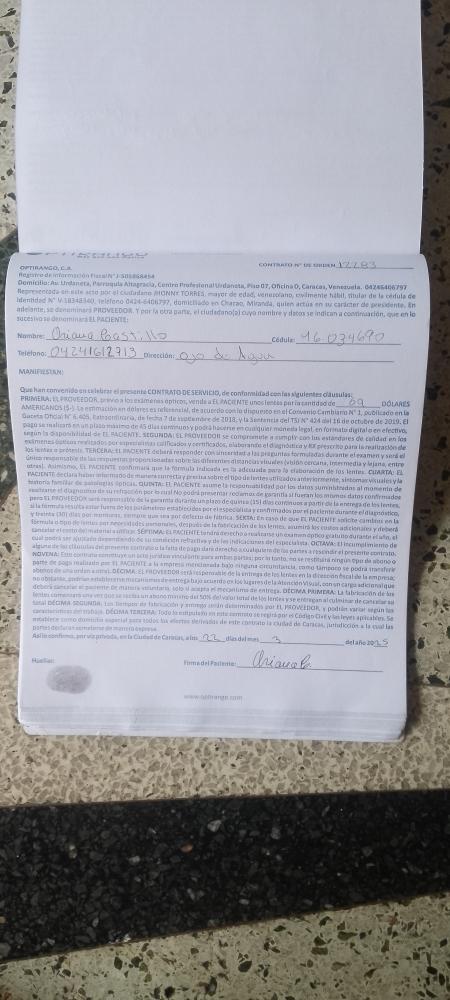 OPTIRANGO, C.A.
CONTRATO N° DE ORDEN 12283
Registro de Información Fiscal N° J-505868454
Domicilio: Av. Urdaneta, Parroquia Altagracia, Centro Profesional Urdaneta, Piso 07, Oficina 0, Caracas, Venezuela. 04246406797
Representada en este acto por el ciudadano JHONNY TORRES, mayor de edad, venezolano, civilmente hábil, titular de la cédula de
Identidad N° V-18348340, teléfono 0424-6406797, domiciliado en Charao, Miranda, quien actúa en su carácter de presidente. En
adelante, se denominará PROVEEDOR. Y por la otra parte, el ciudadano(a) cuyo nombre y datos se indican a continuación, que en lo
sucesivo se denominará EL PACIENTE:
Nombre: Oriana Castillo Cédula: 16.034690
Teléfono: 04241612713 Dirección: Ojo de Agua
MANIFIESTAN:
Que han convenido en celebrar el presente CONTRATO DE SERVICIO, de conformidad con las siguientes cláusulas:
PRIMERA: EL PROVEEDOR, previo a los exámenes ópticos, vende a EL PACIENTE unos lentes por la cantidad de 09 DÓLARES
AMERICANOS ($-). La estimación en dólares es referencial, de acuerdo con lo dispuesto en el Convenio Cambiario N° 1, publicado en la
Gaceta Oficial N° 6.405, Extraordinaria, de fecha 7 de septiembre de 2018, y la Sentencia del TSJ N° 424 del 16 de octubre de 2019. El
pago se realizará en un plazo máximo de 45 días continuos y podrá hacerse en cualquier moneda legal, en formato digital o en efectivo,
según la disponibilidad de EL PACIENTE. SEGUNDA: EL PROVEEDOR se compromete a cumplir con los estándares de calidad en los
exámenes ópticos realizados por especialistas calificados y certificados, elaborando el diagnóstico y RX prescrito para la realización de
los lentes o prótesis. TERCERA: EL PACIENTE deberá responder con sinceridad a las preguntas formuladas durante el examen y será el
único responsable de las respuestas proporcionadas sobre las diferentes distancias visuales (visión cercana, intermedia y lejana, entre
otras). Asimismo, EL PACIENTE confirmará que la fórmula indicada es la adecuada para la elaboración de los lentes. CUARTA: EL
PACIENTE declara haber informado de manera correcta y precisa sobre el tipo de lentes utilizados anteriormente, síntomas visuales y la
historia familiar de patologías ópticas. QUINTA: EL PACIENTE asume la responsabilidad por los datos suministrados al momento de
realizarse el diagnóstico de su refracción por lo cual No podrá presentar reclamos de garantía si fueran los mismos datos confirmados
pero EL PROVEEDOR será responsable de la garantía durante un plazo de quince (15) días continuos a partir de la entrega de los lentes,
si la fórmula resulta estar fuera de los parámetros establecidos por el especialista y confirmados por el paciente durante el diagnóstico,
y treinta (30) días por monturas, siempre que sea por defecto de fábrica. SEXTA: En caso de que EL PACIENTE solicite cambios en la
fórmula o tipo de lentes por necesidades personales, después de la fabricación de los lentes, asumirá los costos adicionales y deberá
cancelar el costo del material a utilizar. SÉPTIMA: EL PACIENTE tendrá derecho a realizarse un examen óptico gratuito durante el año, el
cual podrá ser ajustado dependiendo de su condición refractiva y de las indicaciones del especialista. OCTAVA: El incumplimiento de
alguna de las cláusulas del presente contrato o la falta de pago dará derecho a cualquiera de las partes a rescindir el presente contrato.
NOVENA: Este contrato constituye un acto jurídico vinculante para ambas partes; por lo tanto, no se restituirá ningún tipo de abono o
parte de pago realizado por EL PACIENTE a la empresa mencionada bajo ninguna circunstancia, como tampoco se podrá transferir
abonos de una orden a otra. DÉCIMA: EL PROVEEDOR será responsable de la entrega de los lentes en la dirección fiscal de la empresa;
no obstante, podrían establecerse mecanismos de entrega bajo acuerdo en los lugares de la Atención Visual, con un cargo adicional que
deberá cancelar el paciente de manera voluntaria, solo si acepta el mecanismo de entrega. DÉCIMA PRIMERA: La fabricación de los
lentes comenzará una vez que se reciba un abono mínimo del 50% del valor total de los lentes y se entregan al culminar de cancelar su
total DÉCIMA SEGUNDA: Los tiempos de fabricación y entrega serán determinados por EL PROVEEDOR, y podrán variar según las
características del trabajo. DÉCIMA TERCERA: Todo lo estipulado en este contrato se regirá por el Código Civil y las leyes aplicables. Se
establece como domicilio especial para todos los efectos derivados de este contrato la ciudad de Caracas, jurisdicción a la cual las
partes declaran someterse de manera expresa.
Así lo confirmo, por vía privada, en la Ciudad de Caracas, a los 22 días del mes 3 del año 2025
Huellas: Firma del Paciente: Oriana C.
www.optirango.com